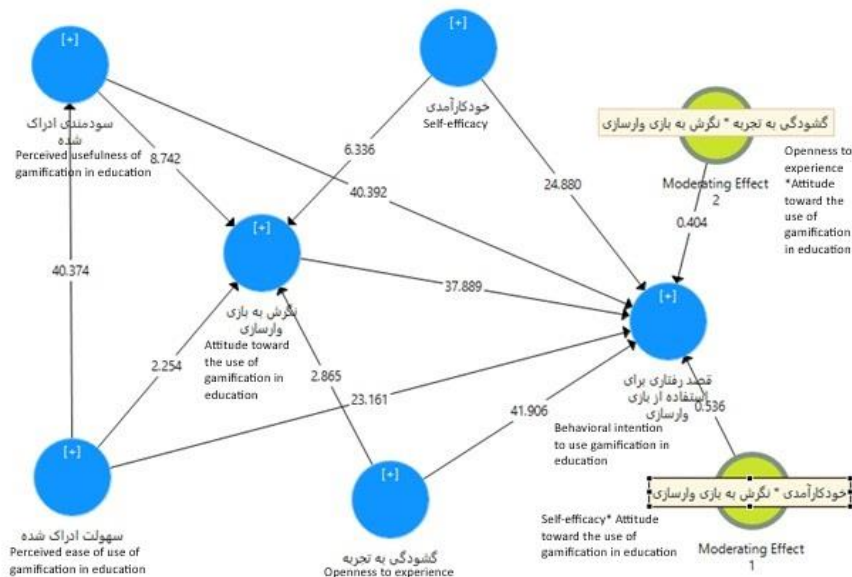 [+]
[+]
سودمندی ادراک
شده
Perceived usefulness of
gamification in education
خودکارآمدی
Self-efficacy
گشودگی به تجربه * نگرش به بازی وارسازی
Moderating Effect
2
Openness to
experience
*Attitude
toward the
use of
gamification
in education
8.742
6.336
40.392
24.880
0.404
[+]
40.374
37.889
[+]
نگرش به بازی
وارسازی
Attitude toward
the use of
gamification in
education
2.254
2.865
23.161
41.906
قصد رفتاری برای
استفاده از بازی
وارسازی
0.536
Behavioral intention
to use gamification in
education
[+]
[+]
سهولت ادراک شده
Perceived ease of use of
gamification in education
گشودگی به تجربه
Openness to experience
خودکارآمدی * نگرش به بازی وارسازی
Self-efficacy* Attitude
toward the use of
gamification in education
Moderating Effect
1